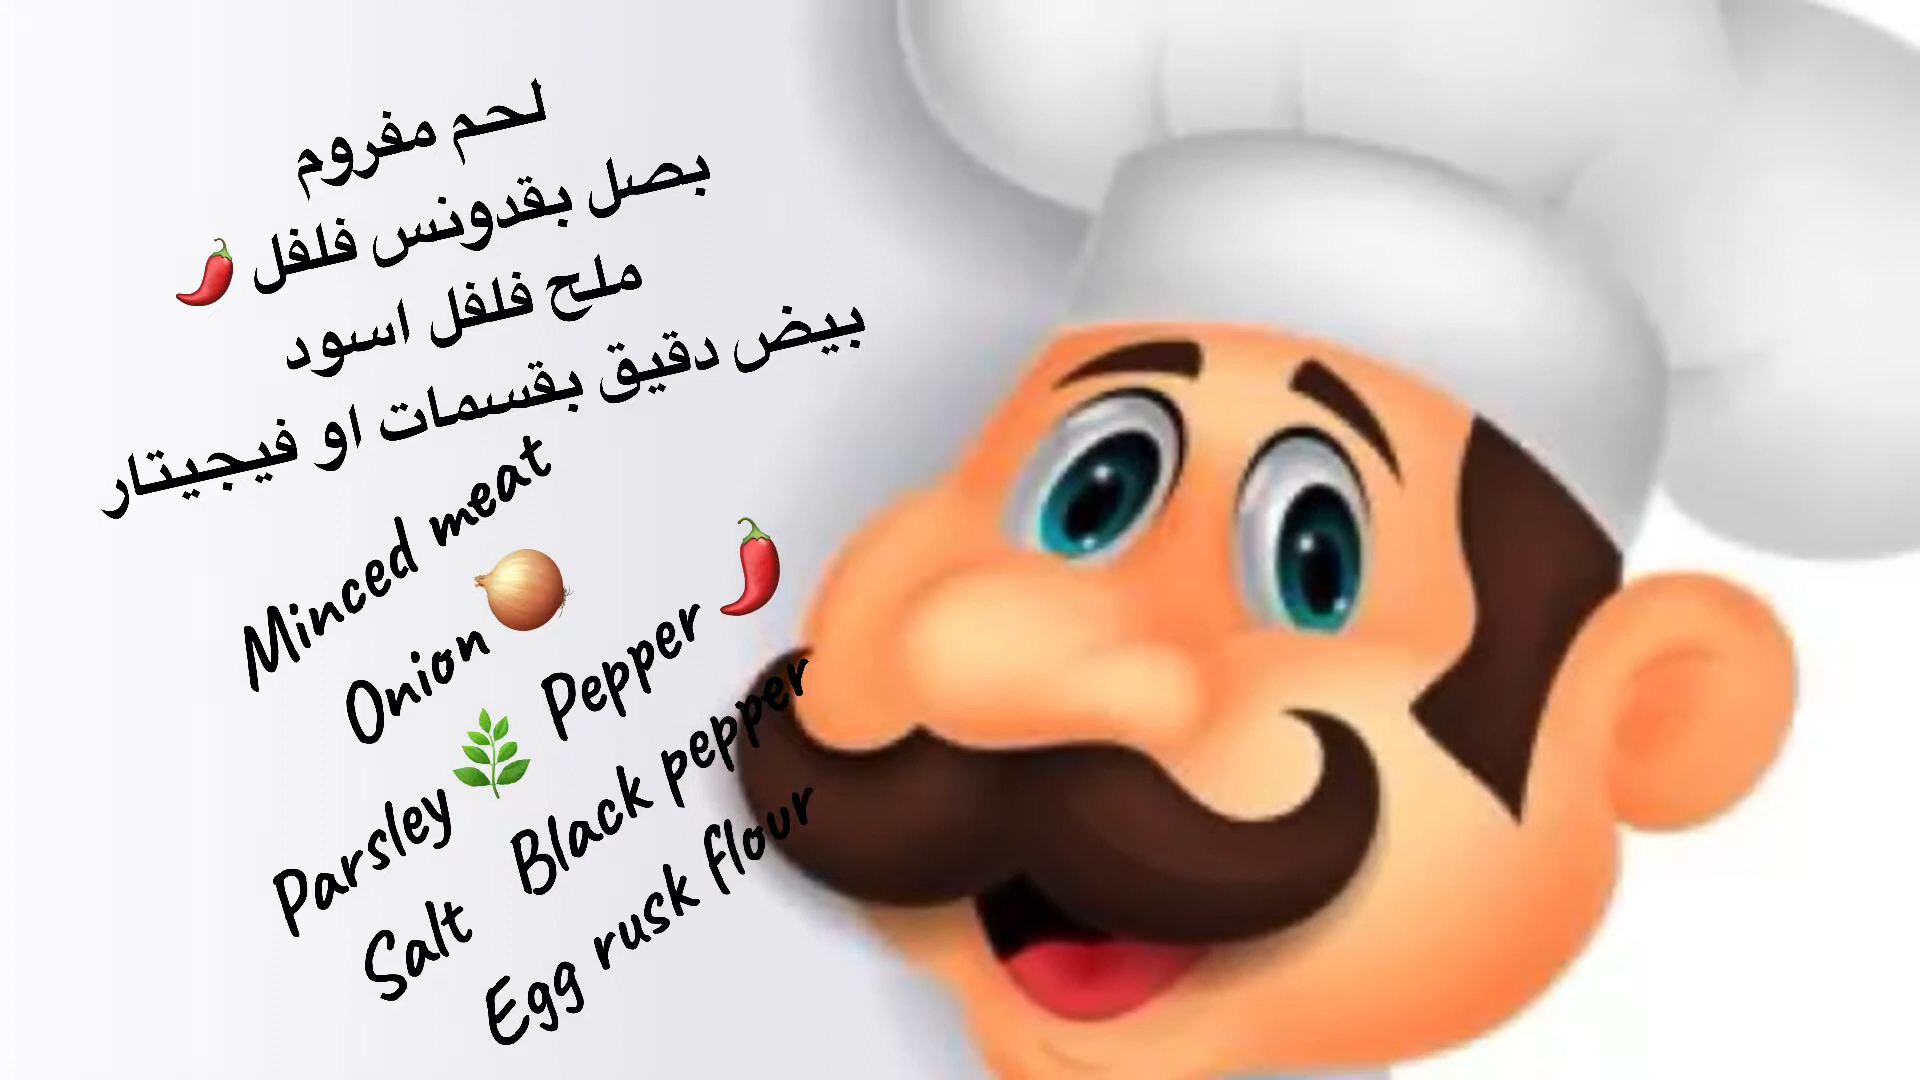 لحم مفروم
بصل بقدونس فلفل 🌶️
ملح فلفل اسود
بيض دقيق بقسمات او فيجيتار
Minced meat
Onion🧅
Parsley🌿 Pepper🌶️
Salt Black pepper
Egg rusk flour